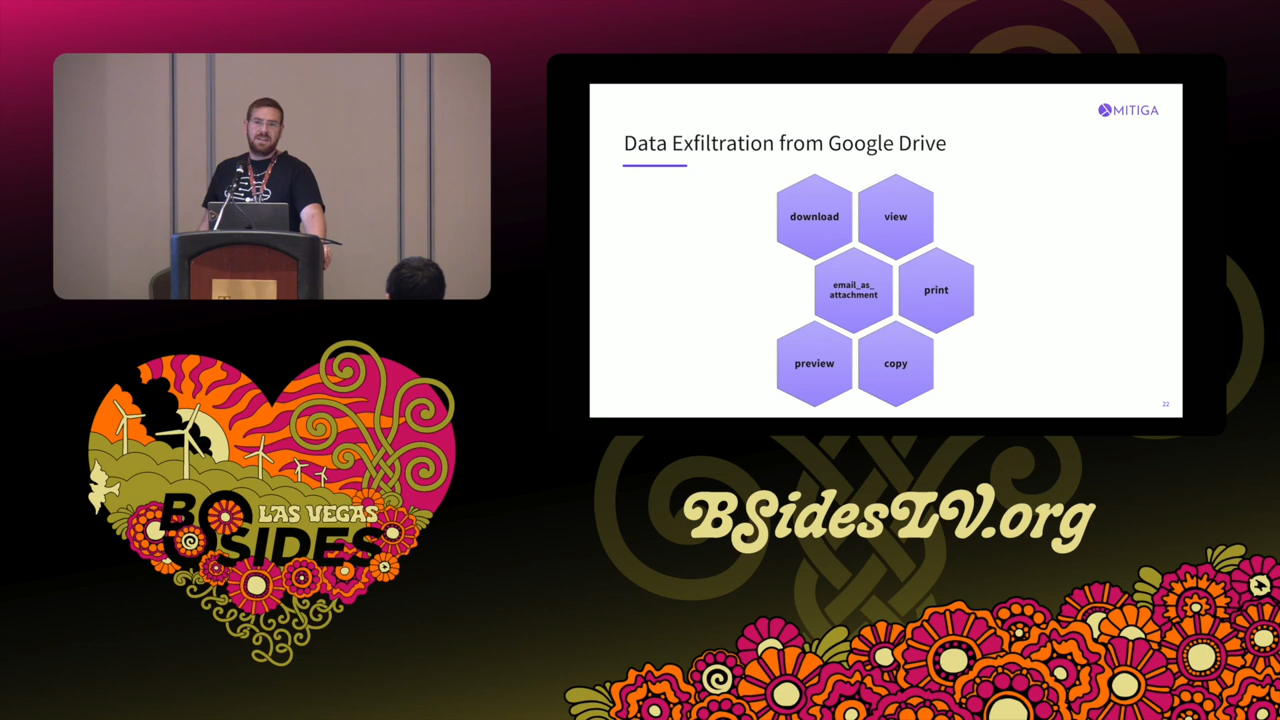 MITIGA
Data Exfiltration from Google Drive
download
view
email_as_
attachment
print
preview
copy
22
LAS VEGAS
BSIDES
BSidesLV.org